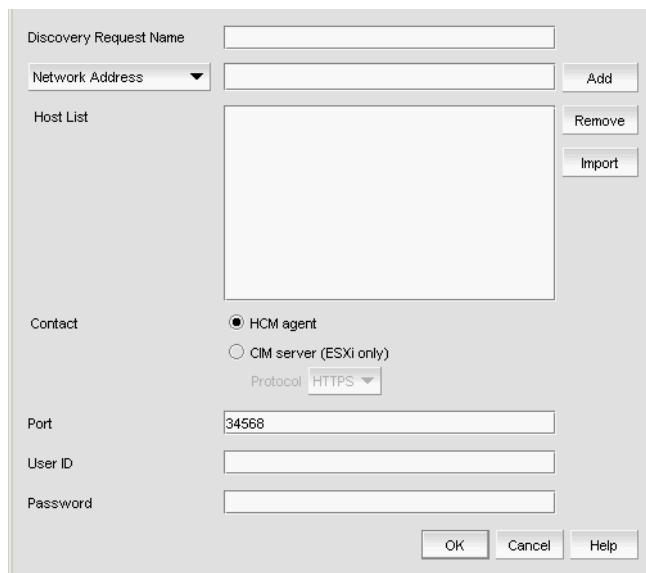 Discovery Request Name
Network Address
Add
Host List
Remove
Import
Contact
HCM agent
CIM server (ESXi only)
Protocol HTTPS
Port
34568
User ID
Password
OK Cancel Help